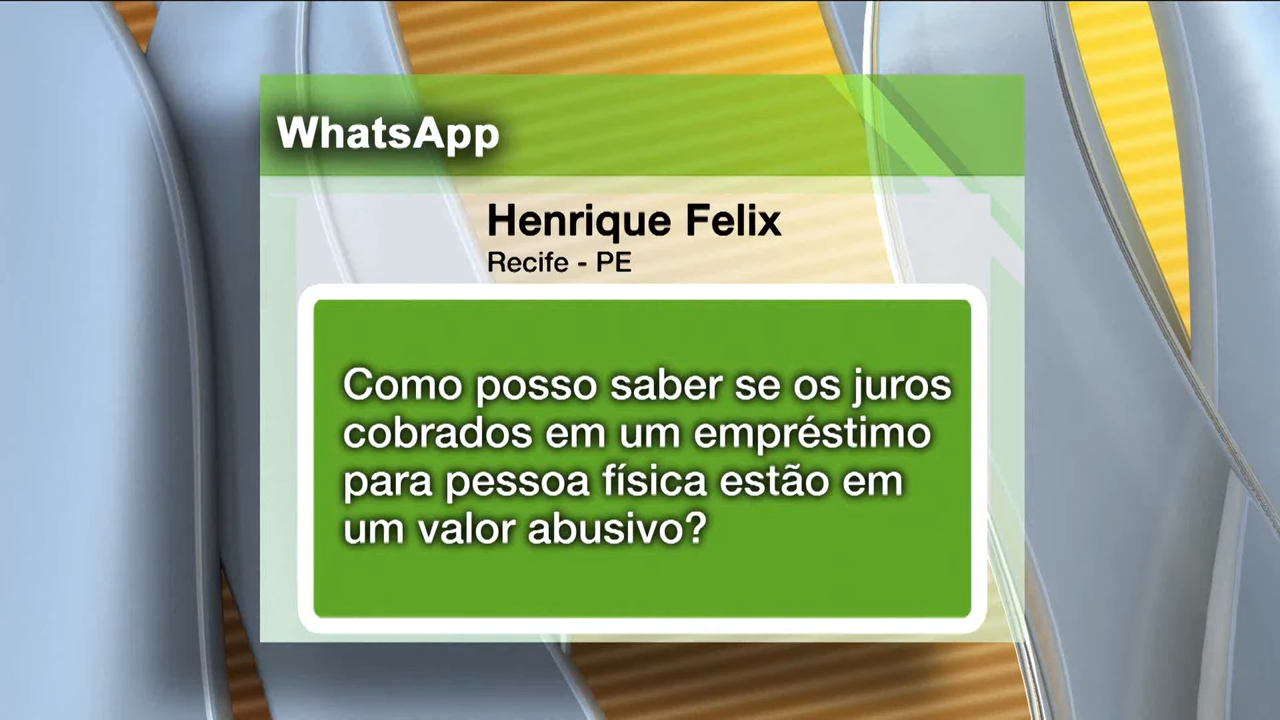 WhatsApp
Henrique Felix
Recife - PE
Como posso saber se os juros
cobrados em um empréstimo
para pessoa física estão em
um valor abusivo?